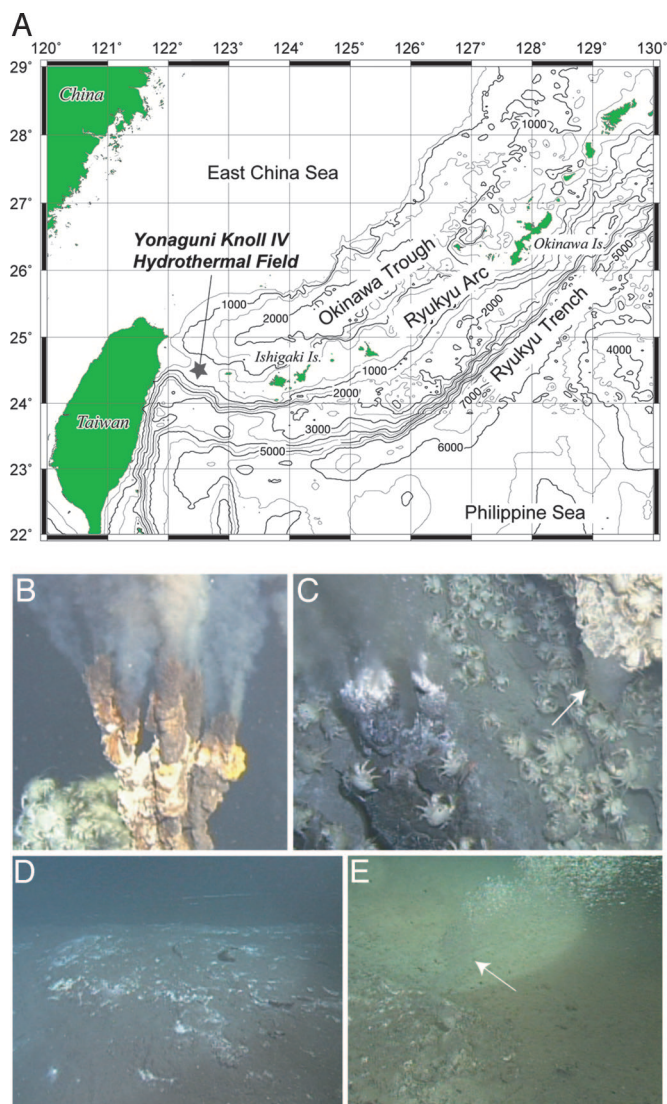 A
120° 121° 122° 123° 124° 125° 126° 127° 128° 129° 130°
29°
28°
27°
26°
25°
24°
23°
22°
China
East China Sea
1000
Yonaguni Knoll IV
Hydrothermal Field
Okinawa Is.
5000
1000
2000
Okinawa Trough
Ryukyu Arc
2000
Ryukyu Trench
Ishigaki Is.
1000
4000
2000
7000
Taiwan
3000
5000
6000
Philippine Sea
B
C
D
E